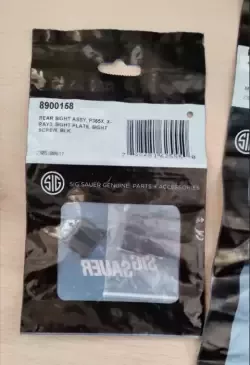 8900168
REAR SIGHT ASSY, P365X, X-
RAY3, SIGHT PLATE, SIGHT
SCREW, BLK
SIG
SIG SAUER GENUINE PARTS & ACCESSORIES
SIG SAUER